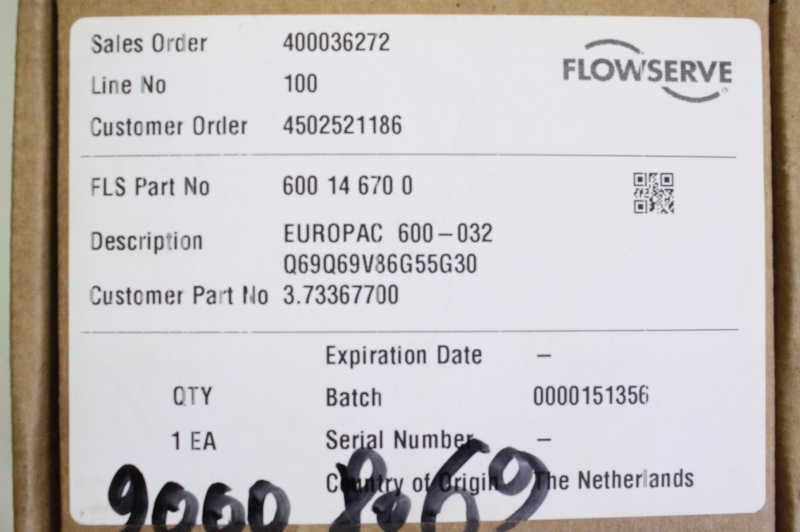 Sales Order 400036272
FLOWSERVE
Line No 100
Customer Order 4502521186
FLS Part No 600 14 670 0
Description EUROPAC 600-032
Q69Q69V86G55G30
Customer Part No 3.73367700
Expiration Date –
QTY Batch 0000151356
1 EA Serial Number –
Country of Origin The Netherlands
9000 8069